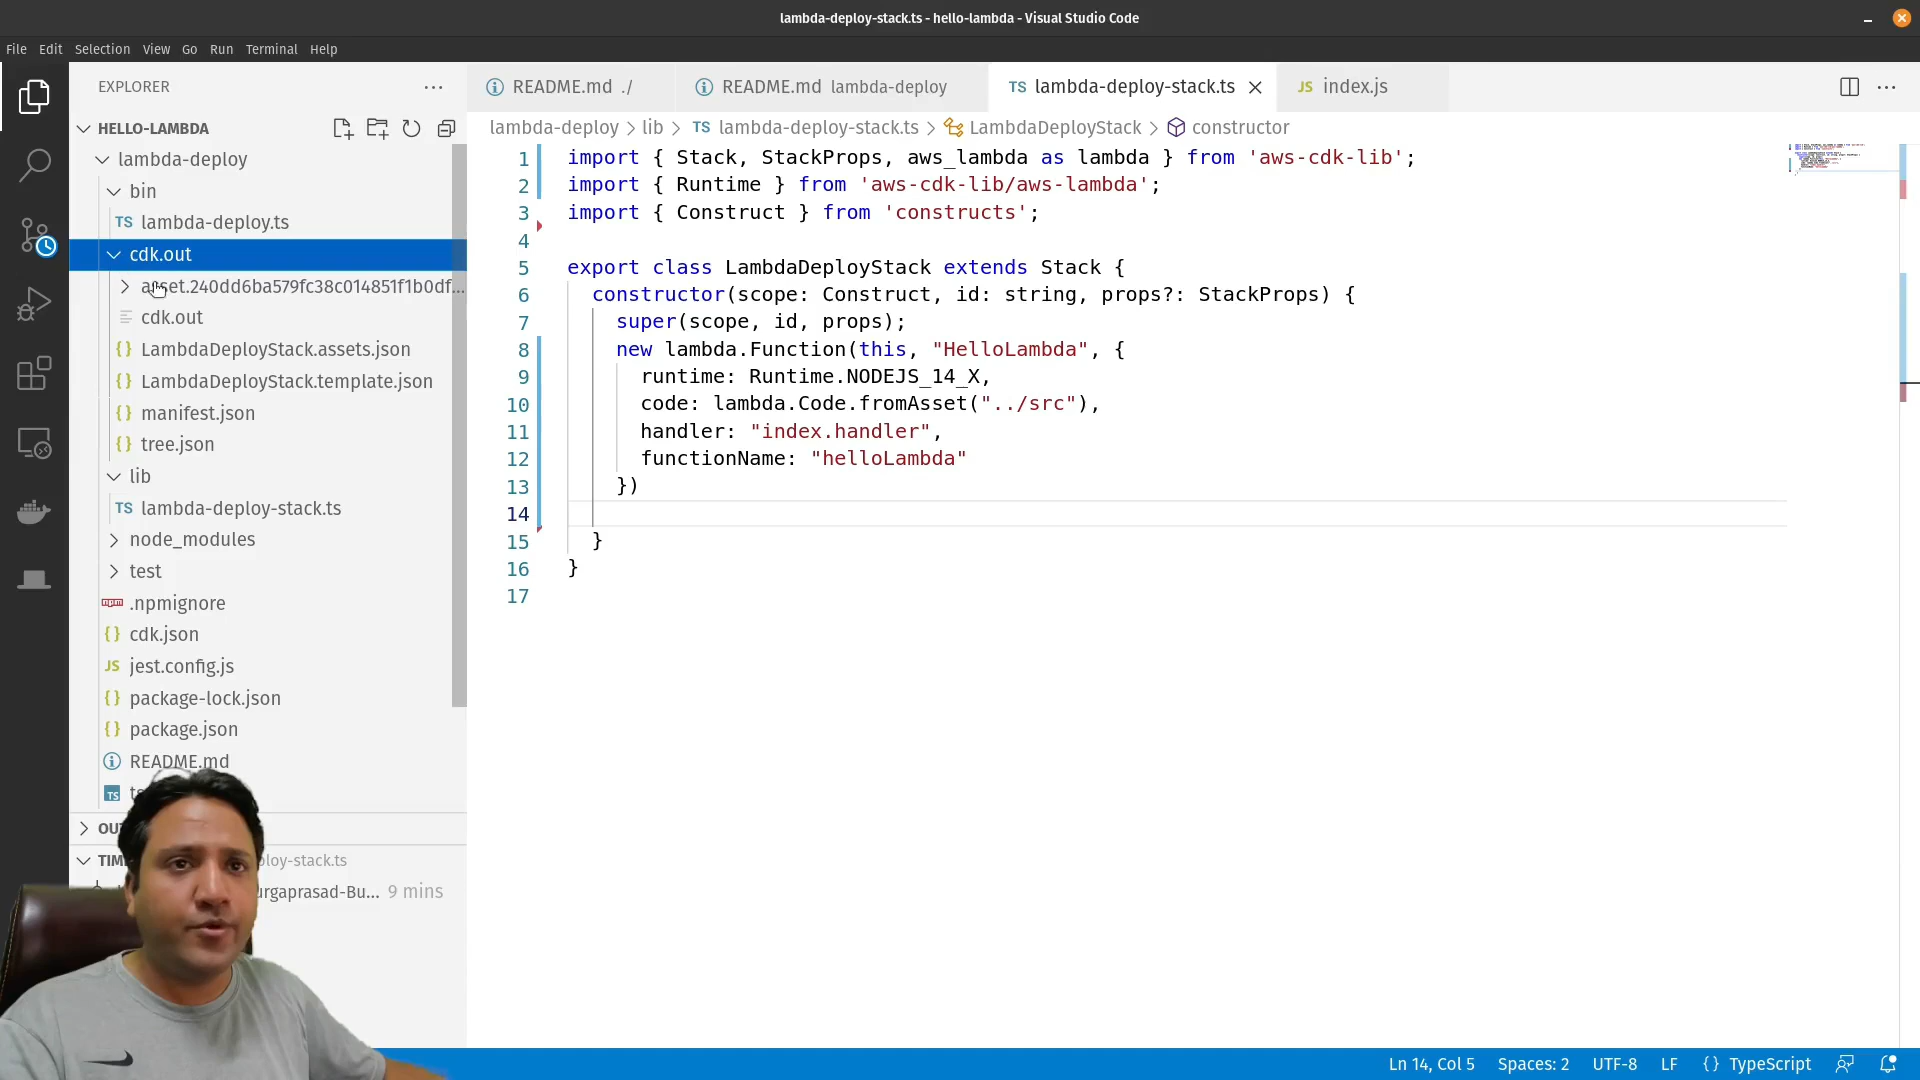 lambda-deploy-stack.ts - hello-lambda - Visual Studio Code
File Edit Selection View Go Run Terminal Help
EXPLORER
HELLO-LAMBDA
lambda-deploy
bin
TS lambda-deploy.ts
cdk.out
asset.240dd6ba579fc38c014851f1b0df...
cdk.out
{} LambdaDeployStack.assets.json
{} LambdaDeployStack.template.json
{} manifest.json
{} tree.json
lib
TS lambda-deploy-stack.ts
node_modules
test
npm .npmignore
{} cdk.json
JS jest.config.js
{} package-lock.json
{} package.json
README.md
TS
9 mins
README.md ./
README.md lambda-deploy
TS lambda-deploy-stack.ts
JS index.js
lambda-deploy > lib > TS lambda-deploy-stack.ts > LambdaDeployStack > constructor
1 import { Stack, StackProps, aws_lambda as lambda } from 'aws-cdk-lib';
2 import { Runtime } from 'aws-cdk-lib/aws-lambda';
3 import { Construct } from 'constructs';
4
5 export class LambdaDeployStack extends Stack {
6 constructor(scope: Construct, id: string, props?: StackProps) {
7 super(scope, id, props);
8 new lambda.Function(this, "HelloLambda", {
9 runtime: Runtime.NODEJS_14_X,
10 code: lambda.Code.fromAsset("../src"),
11 handler: "index.handler",
12 functionName: "helloLambda"
13 })
14
15 }
16 }
17
Ln 14, Col 5 Spaces: 2 UTF-8 LF {} TypeScript